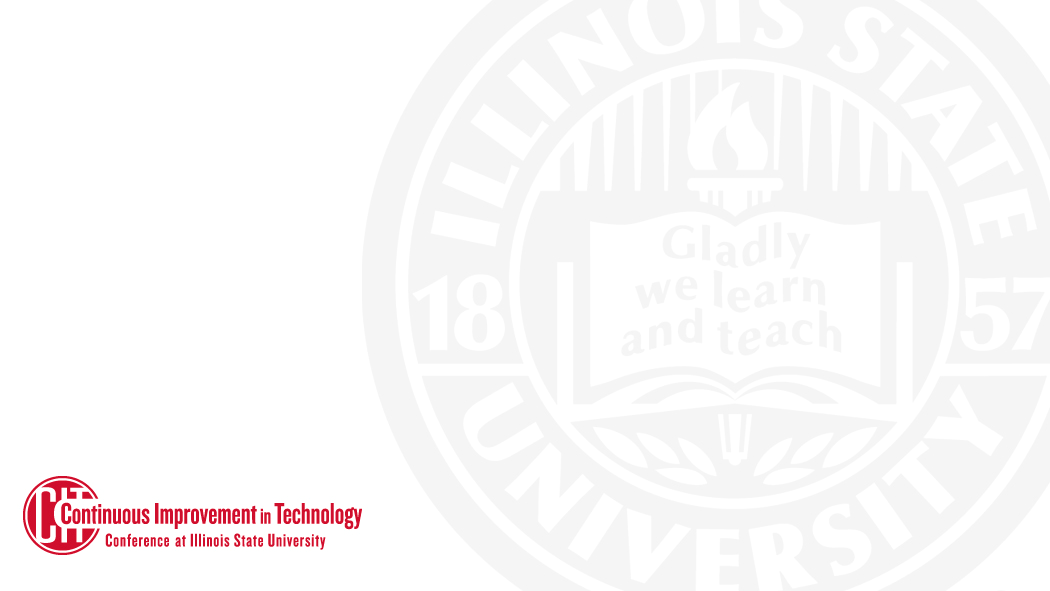 ILLINOIS STATE
Gladly
we learn
and teach
18 57
UNIVERSITY
CIT
Continuous Improvement in Technology
Conference at Illinois State University